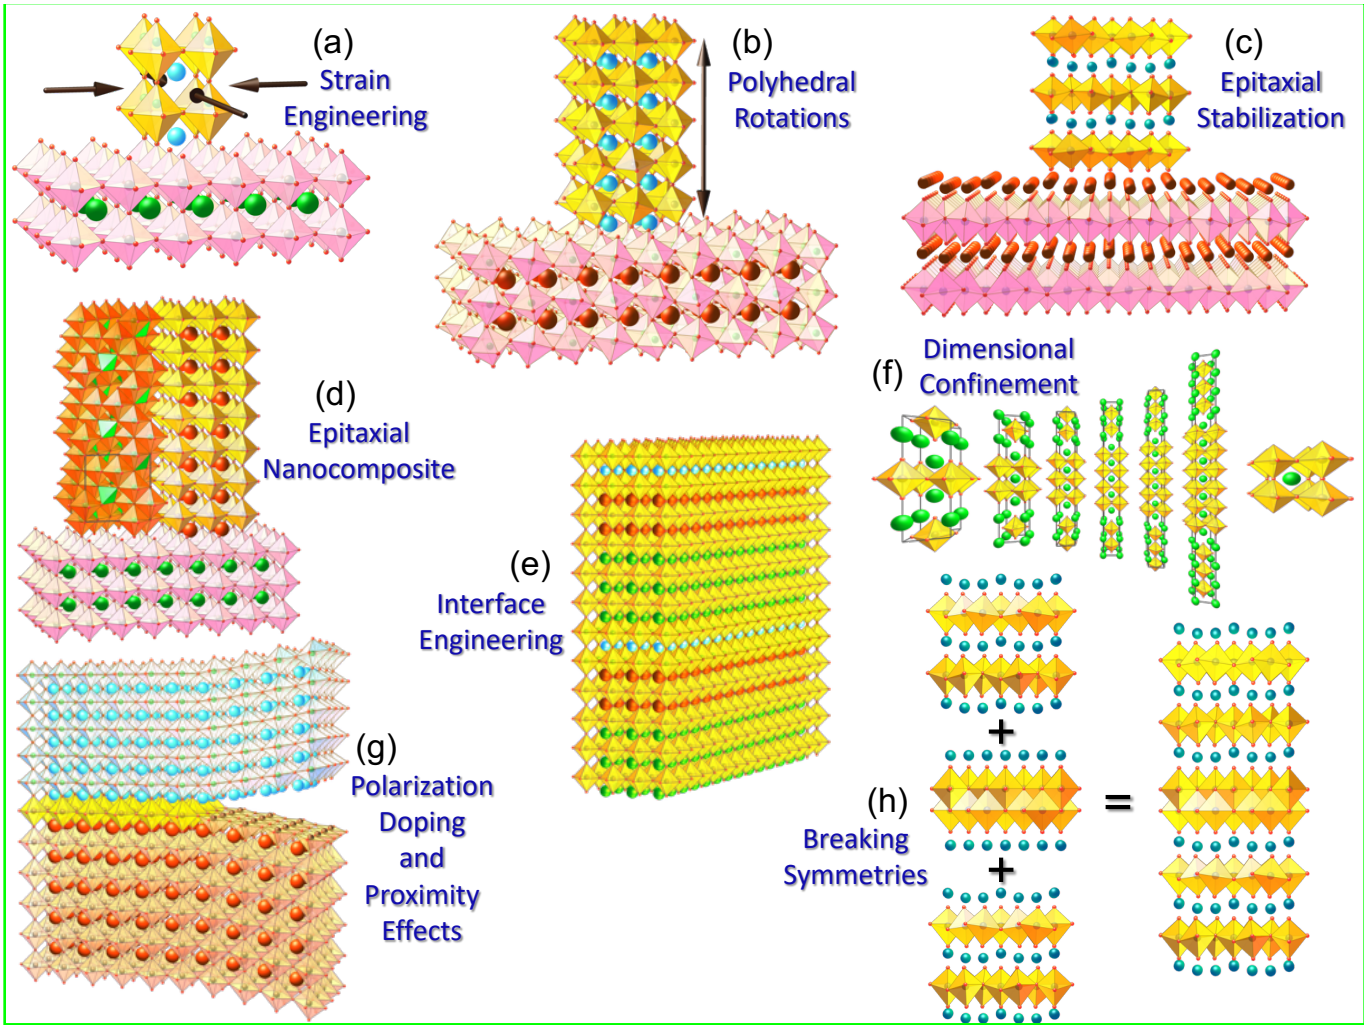 (a)
Strain
Engineering
(b)
Polyhedral
Rotations
(c)
Epitaxial
Stabilization
(d)
Epitaxial
Nanocomposite
(e)
Interface
Engineering
(f)
Dimensional
Confinement
(g)
Polarization
Doping
and
Proximity
Effects
(h)
Breaking
Symmetries
+
+
=